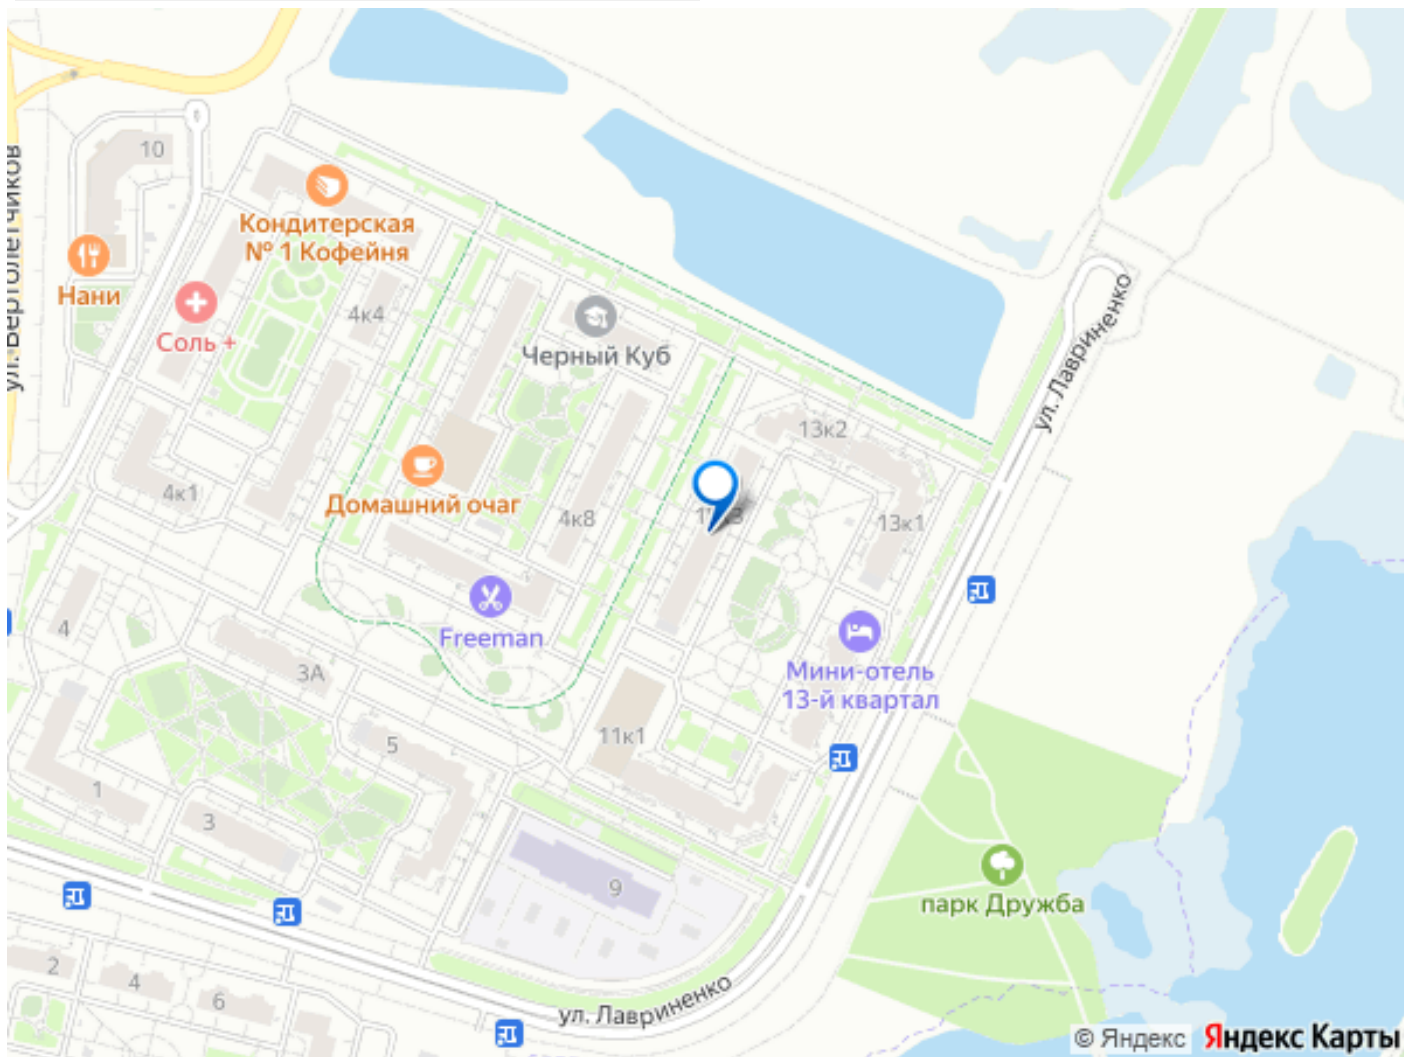 10
ул. Вертолетчиков
Кондитерская
№ 1 Кофейня
Нани
Соль +
4к4
Черный Куб
ул. Лавриненко
13к2
4к1
Домашний очаг
4к8
13к1
Freeman
4
3А
Мини-отель
13-й квартал
11к1
5
1
3
9
парк Дружба
2
4
6
ул. Лавриненко
© Яндекс Яндекс Карты